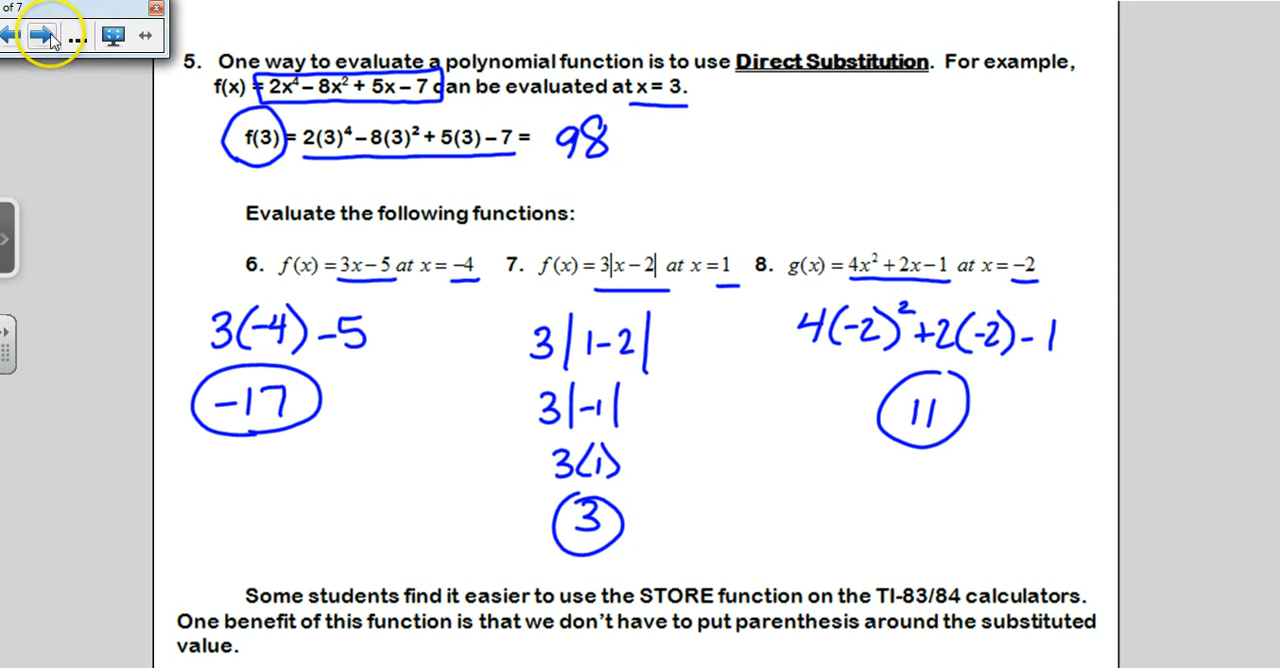 of 7
5. One way to evaluate a polynomial function is to use Direct Substitution. For example,
f(x) = 2x⁴ – 8x² + 5x – 7 can be evaluated at x = 3.
f(3) = 2(3)⁴ – 8(3)² + 5(3) – 7 = 98
Evaluate the following functions:
6. f(x) = 3x – 5 at x = –4 7. f(x) = 3|x – 2| at x = 1 8. g(x) = 4x² + 2x – 1 at x = –2
3(-4) -5 3|1-2| 4(-2)² +2(-2) - 1
-17 3|-1| 11
3(1)
3
Some students find it easier to use the STORE function on the TI-83/84 calculators.
One benefit of this function is that we don't have to put parenthesis around the substituted
value.